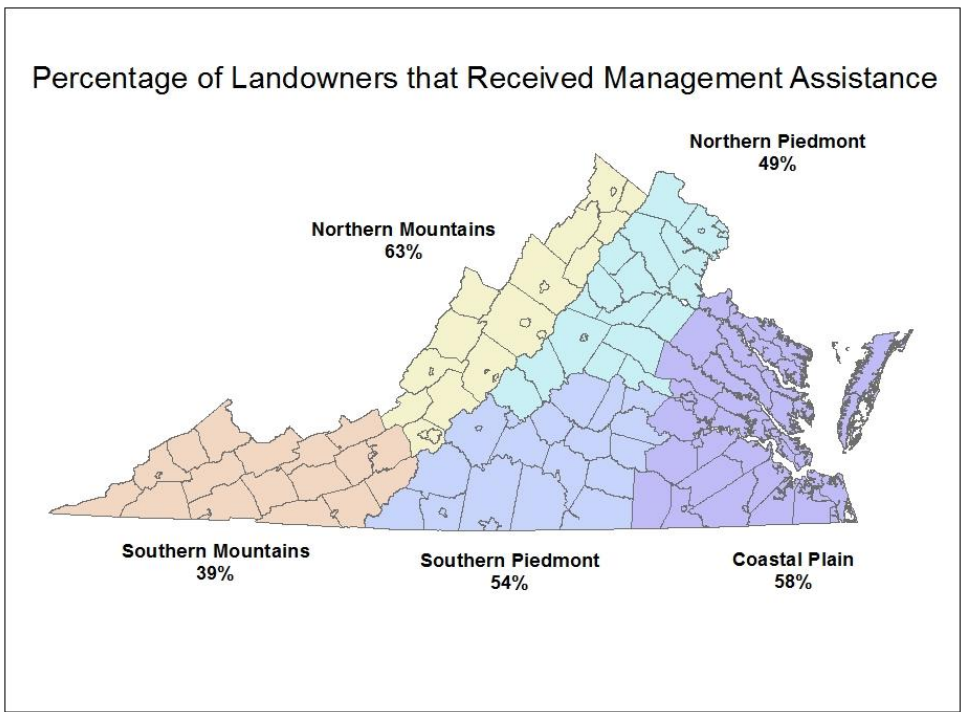 Percentage of Landowners that Received Management Assistance
Northern Piedmont
49%
Northern Mountains
63%
Southern Mountains
39%
Southern Piedmont
54%
Coastal Plain
58%